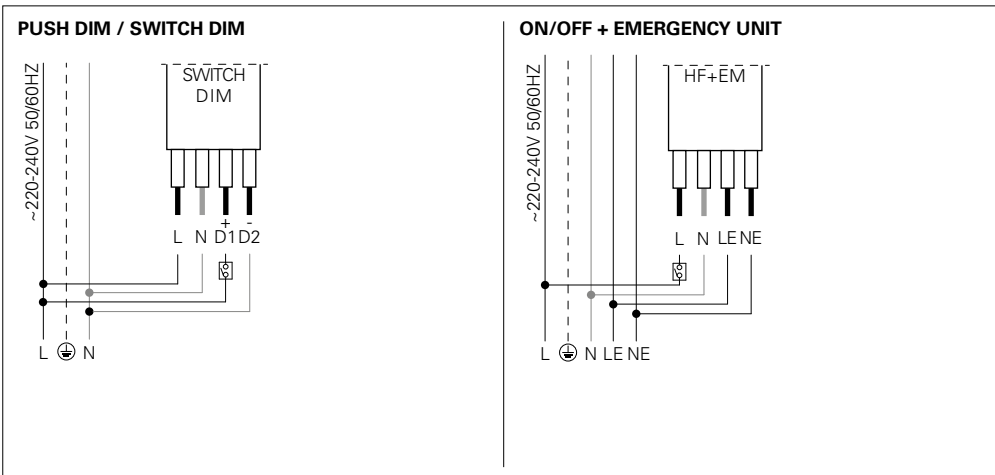 PUSH DIM / SWITCH DIM
~220-240V 50/60HZ
SWITCH
DIM
+ -
L N D1 D2
L N
ON/OFF + EMERGENCY UNIT
~220-240V 50/60HZ
HF+EM
L N LE NE
L N LE NE